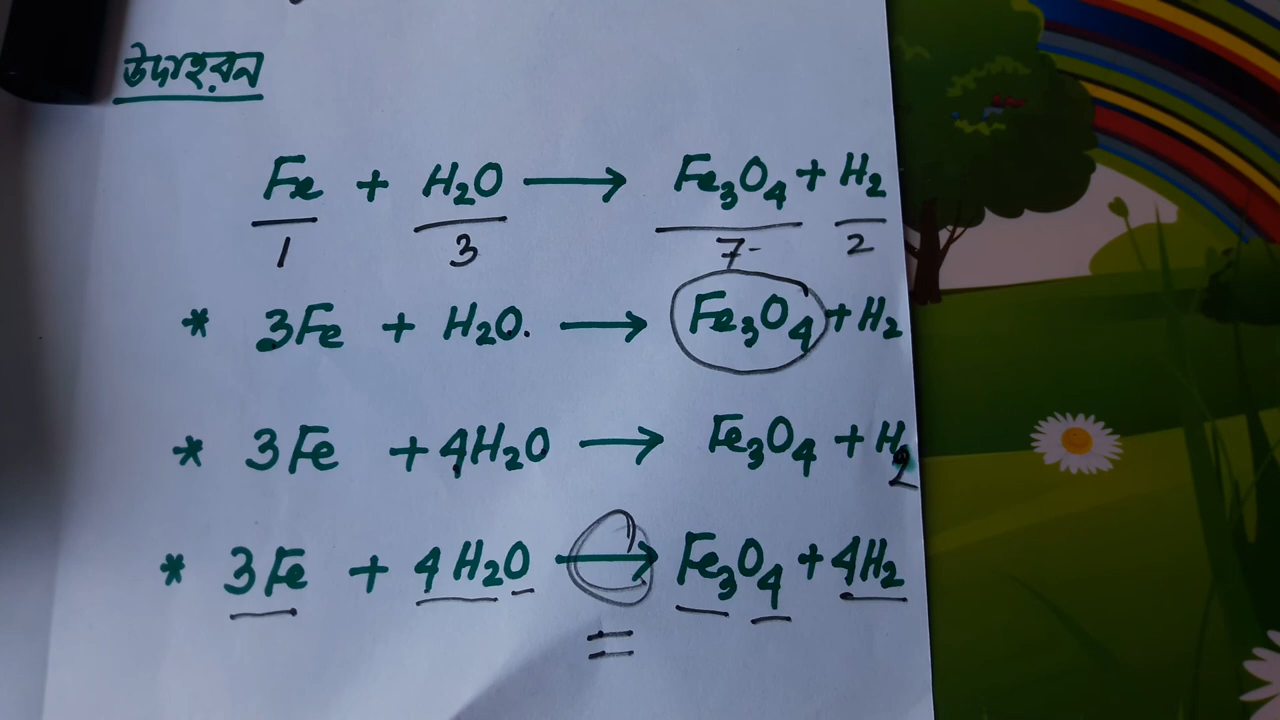 উদাহরন
Fe + H₂O ⟶ Fe₃O₄ + H₂
1 3 7 2
* 3Fe + H₂O. ⟶ Fe₃O₄ + H₂
* 3Fe + 4H₂O ⟶ Fe₃O₄ + H₂
* 3Fe + 4H₂O ⟶ Fe₃O₄ + 4H₂
=